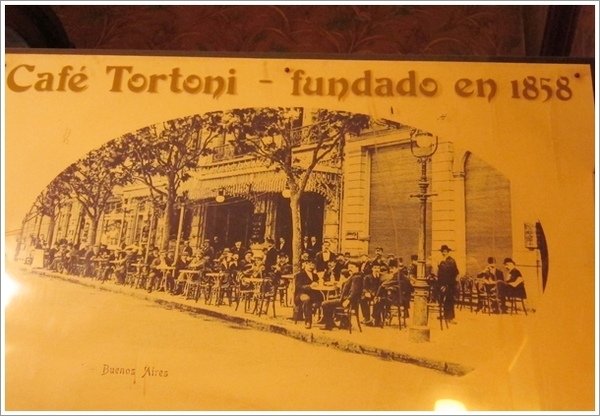 Café Tortoni - fundado en 1858
Buenos Aires